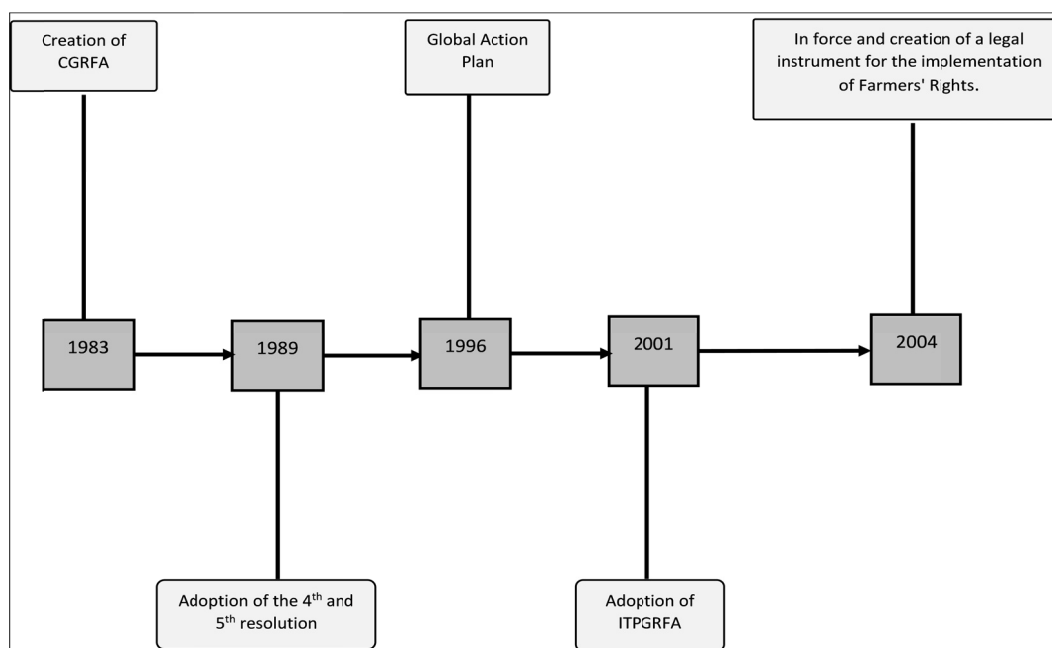 Creation of
CGRFA
Global Action
Plan
In force and creation of a legal
instrument for the implementation
of Farmers' Rights.
1983
1989
1996
2001
2004
Adoption of the 4th and
5th resolution
Adoption of
ITPGRFA